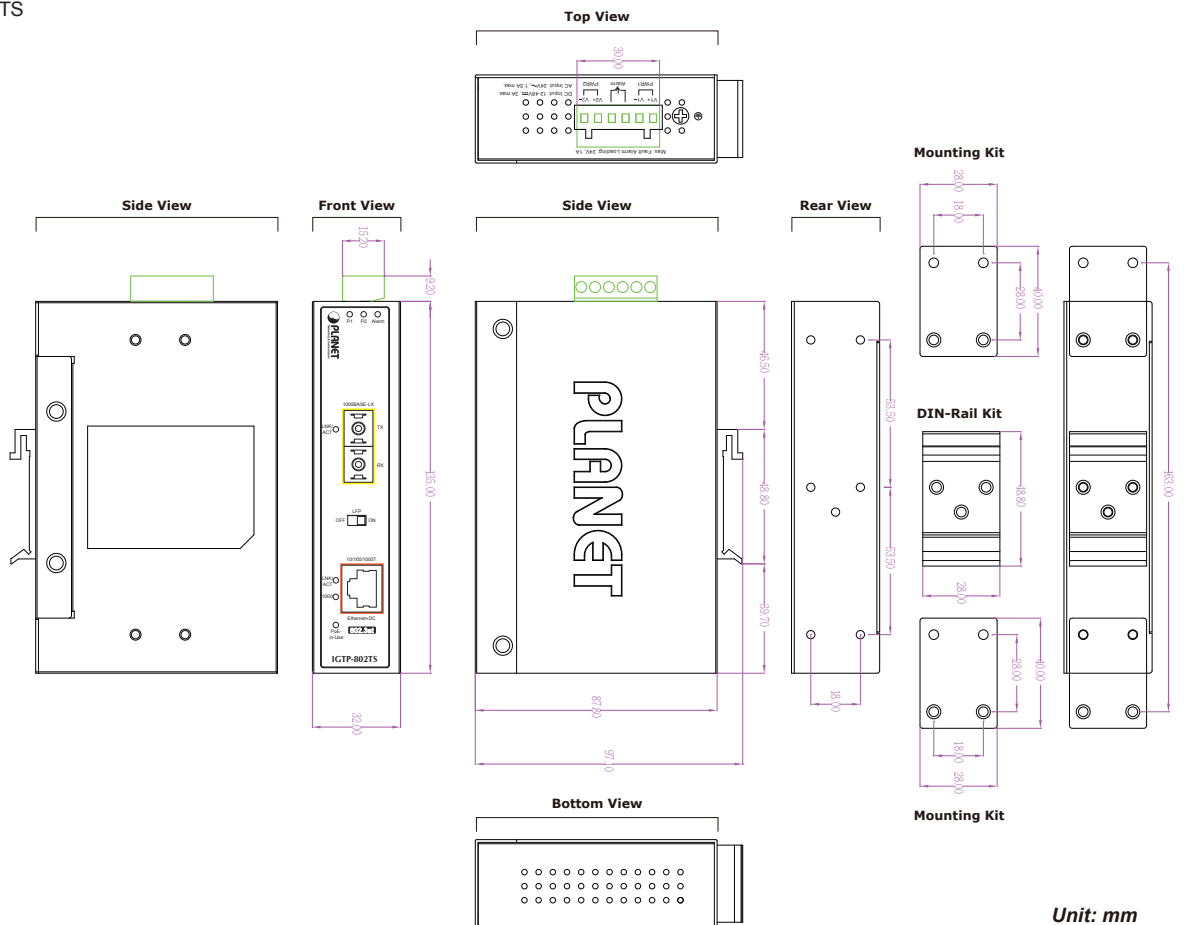 TS
Top View
30.00
AC Input: 24V~, 1.5A max.
DC Input: 12-48V⎓, 3A max.
PWR2 Alarm PWR1
V2- V2+ V1- V1+
Max. Fault Alarm Loading: 24V, 1A
Mounting Kit
28.00
18.00
28.00
40.00
Side View
Front View
Side View
Rear View
15.20
9.20
P1 P2 Alarm
PLANET
1000BASE-LX
LNK/
ACT
TX
RX
LFP
OFF ON
10/100/1000T
LNK/
ACT
1000
Ethernet+DC
PoE-
in-Use
IGTP-802TS
135.00
32.00
PLANET
46.50
48.80
39.70
87.80
53.50
53.50
18.00
DIN-Rail Kit
48.80
28.00
163.00
28.00
40.00
18.00
28.00
Mounting Kit
Bottom View
Unit: mm